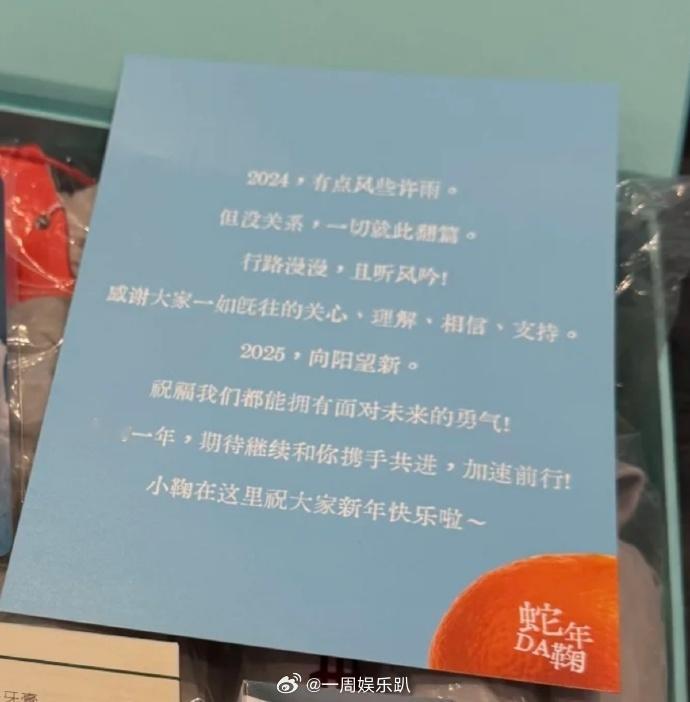 2024，有点风些许雨。
但没关系，一切就此翻篇。
行路漫漫，且听风吟！
感谢大家一如既往的关心、理解、相信、支持。
2025，向阳望新。
祝福我们都能拥有面对未来的勇气！
一年，期待継续和你携手共进，加速前行！
小鞠在这里祝大家新年快乐啦～
蛇年
DA鞠
牙膏
@一周娱乐趴